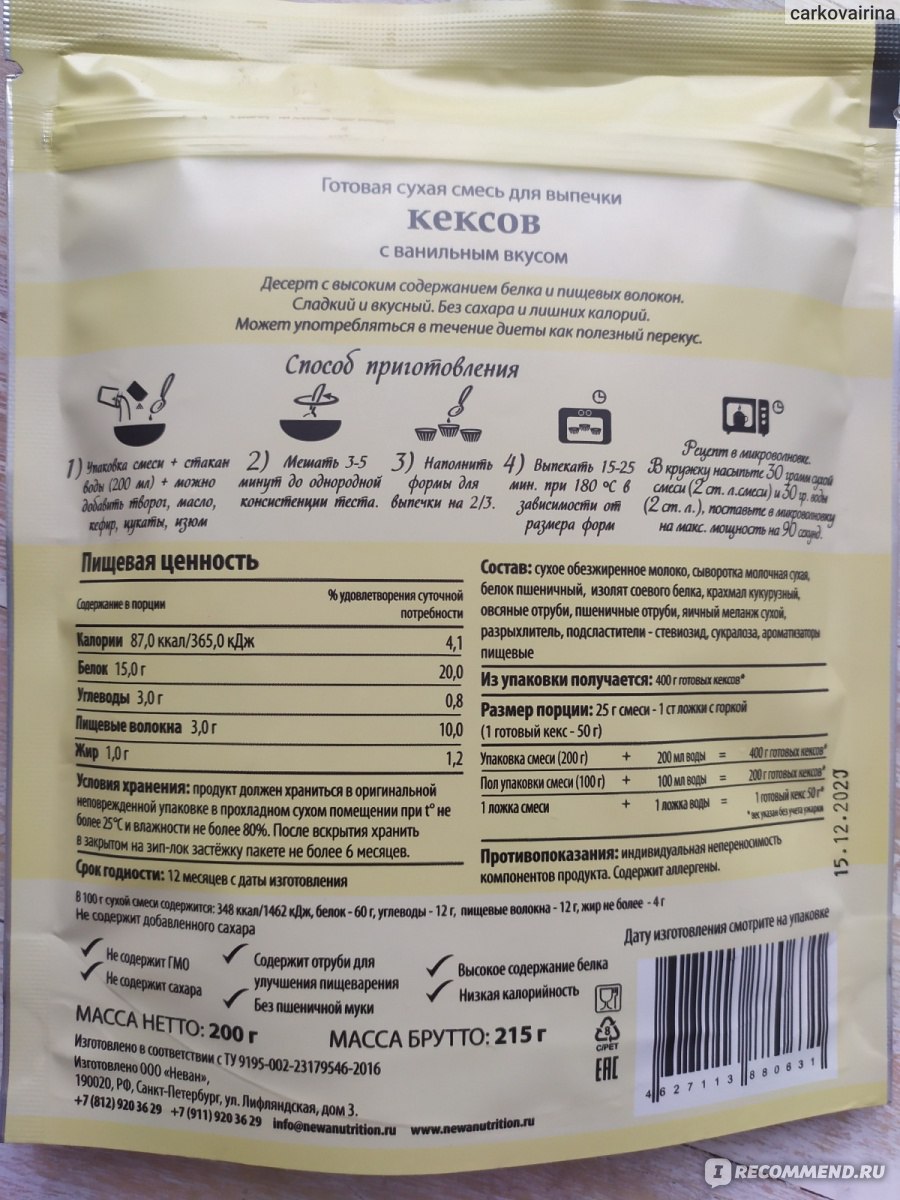 carkovairina
Готовая сухая смесь для выпечки
кексов
с ванильным вкусом
Десерт с высоким содержанием белка и пищевых волокон.
Сладкий и вкусный. Без сахара и лишних калорий.
Может употребляться в течение диеты как полезный перекус.
Способ приготовления
1) Упаковка смеси + стакан
воды (200 мл) + можно
добавить творог, масло,
кефир, цукаты, изюм
2) Мешать 3-5
минут до однородной
консистенции теста.
3) Наполнить
формы для
выпечки на 2/3.
4) Выпекать 15-25
мин. при 180 °С в
зависимости от
размера форм
Рецепт в микроволновке.
В кружку насыпьте 30 грамм сухой
смеси (2 ст. л.смеси) и 30 гр. воды
(2 ст. л.), поставьте в микроволновку
на макс. мощность на 90 секунд.
Пищевая ценность
Содержание в порции % удовлетворения суточной
потребности
Калории 87,0 ккал/365,0 кДж 4,1
Белок 15,0 г 20,0
Углеводы 3,0 г 0,8
Пищевые волокна 3,0 г 10,0
Жир 1,0 г 1,2
Условия хранения: продукт должен храниться в оригинальной
неповрежденной упаковке в прохладном сухом помещении при t° не
более 25°С и влажности не более 80%. После вскрытия хранить
в закрытом на зип-лок застёжку пакете не более 6 месяцев.
Срок годности: 12 месяцев с даты изготовления
Состав: сухое обезжиренное молоко, сыворотка молочная сухая,
белок пшеничный, изолят соевого белка, крахмал кукурузный,
овсяные отруби, пшеничные отруби, яичный меланж сухой,
разрыхлитель, подсластители - стевиозид, сукралоза, ароматизаторы
пищевые
Из упаковки получается: 400 г готовых кексов*
Размер порции: 25 г смеси - 1 ст ложки с горкой
(1 готовый кекс - 50 г)
Упаковка смеси (200 г) + 200 мл воды = 400 г готовых кексов*
Пол упаковки смеси (100 г) + 100 мл воды = 200 г готовых кексов*
1 ложка смеси + 1 ложка воды = 1 готовый кекс 50 г*
* вес указан без учета ужарки
15.12.2020
Противопоказания: индивидуальная непереносимость
компонентов продукта. Содержит аллергены.
В 100 г сухой смеси содержится: 348 ккал/1462 кДж, белок - 60 г, углеводы - 12 г, пищевые волокна - 12 г, жир не более - 4 г
Не содержит добавленного сахара
Дату изготовления смотрите на упаковке
Не содержит ГМО
Не содержит сахара
Содержит отруби для
улучшения пищеварения
Без пшеничной муки
Высокое содержание белка
Низкая калорийность
МАССА НЕТТО: 200 г МАССА БРУТТО: 215 г
Изготовлено в соответствии с ТУ 9195-002-23179546-2016
Изготовлено ООО «Неван»,
190020, РФ, Санкт-Петербург, ул. Лифляндская, дом 3.
+7 (812) 920 36 29 +7 (911) 920 36 29 info@newanutrition.ru www.newanutrition.ru
8
C/PET
ЕАС
4 627113 880631
IRECOMMEND.RU